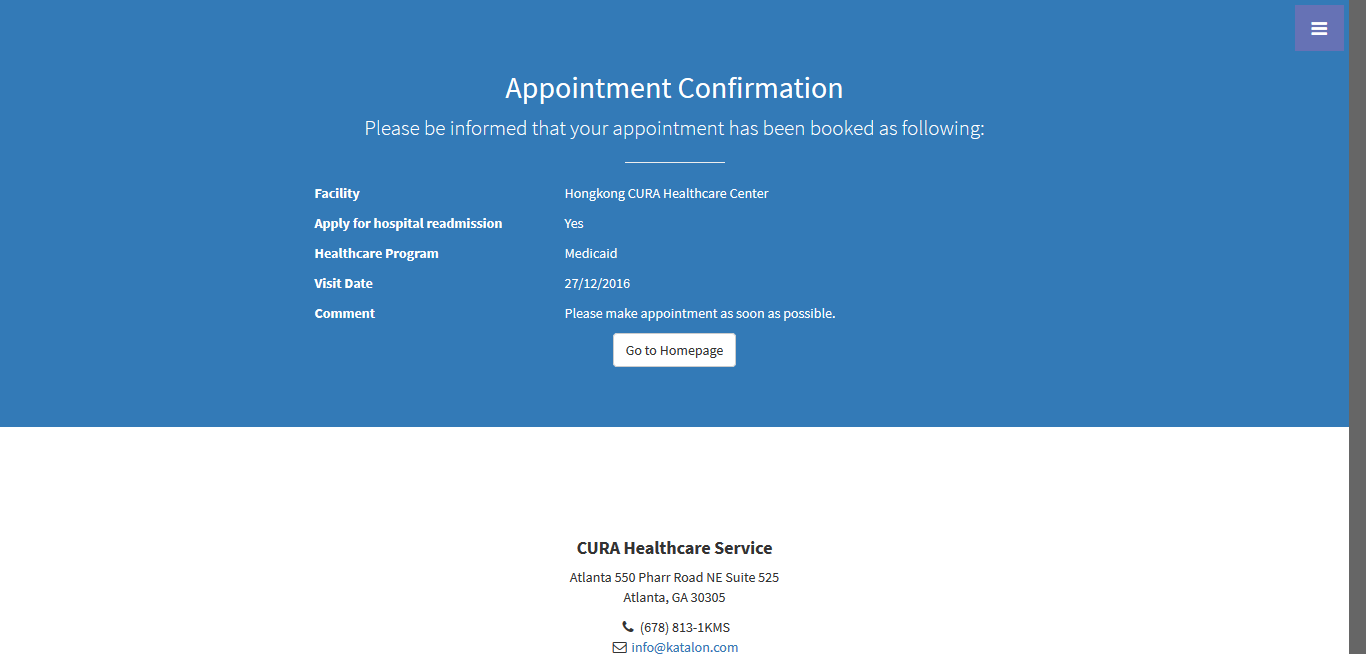 Appointment Confirmation
Please be informed that your appointment has been booked as following:
Facility Hongkong CURA Healthcare Center
Apply for hospital readmission Yes
Healthcare Program Medicaid
Visit Date 27/12/2016
Comment Please make appointment as soon as possible.
Go to Homepage
CURA Healthcare Service
Atlanta 550 Pharr Road NE Suite 525
Atlanta, GA 30305
(678) 813-1KMS
info@katalon.com